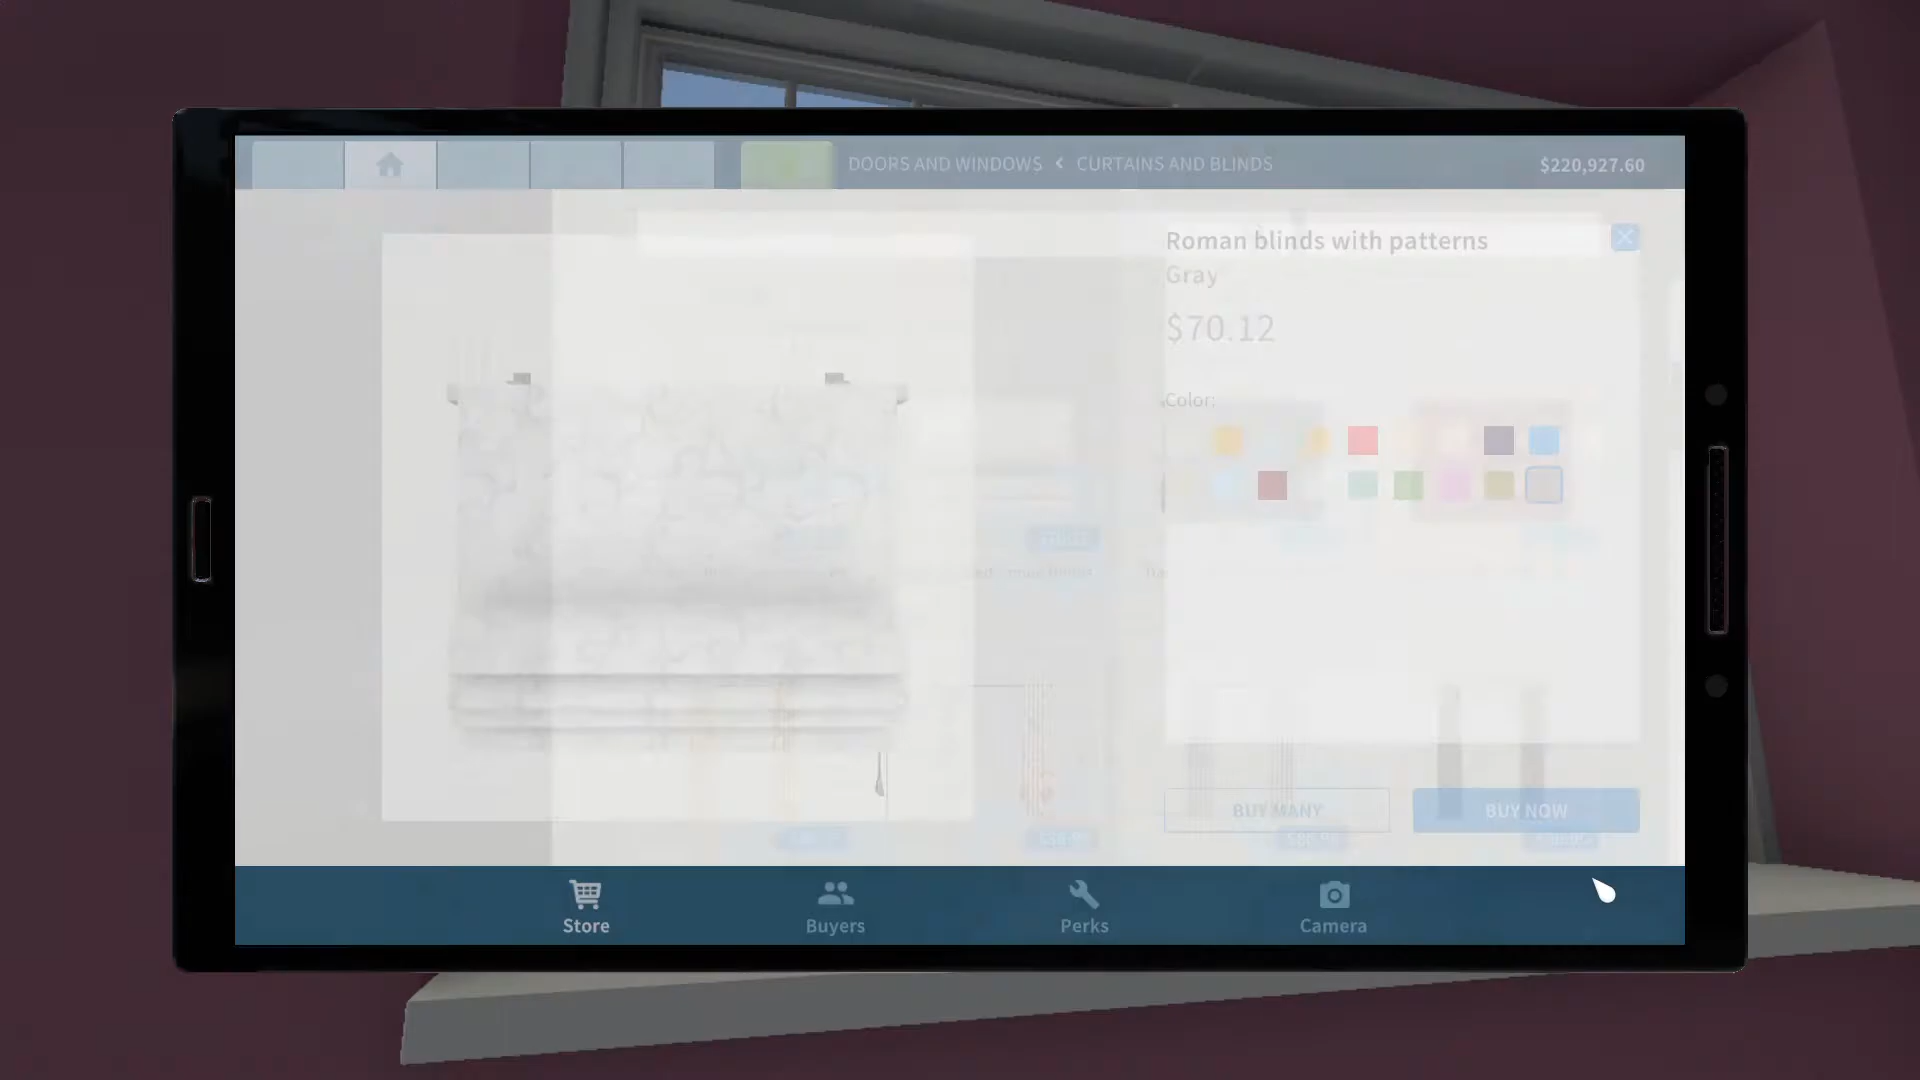 DOORS AND WINDOWS < CURTAINS AND BLINDS
$220,927.60
Roman blinds with patterns
Gray
$70.12
Color:
BUY MANY
BUY NOW
Store
Buyers
Perks
Camera